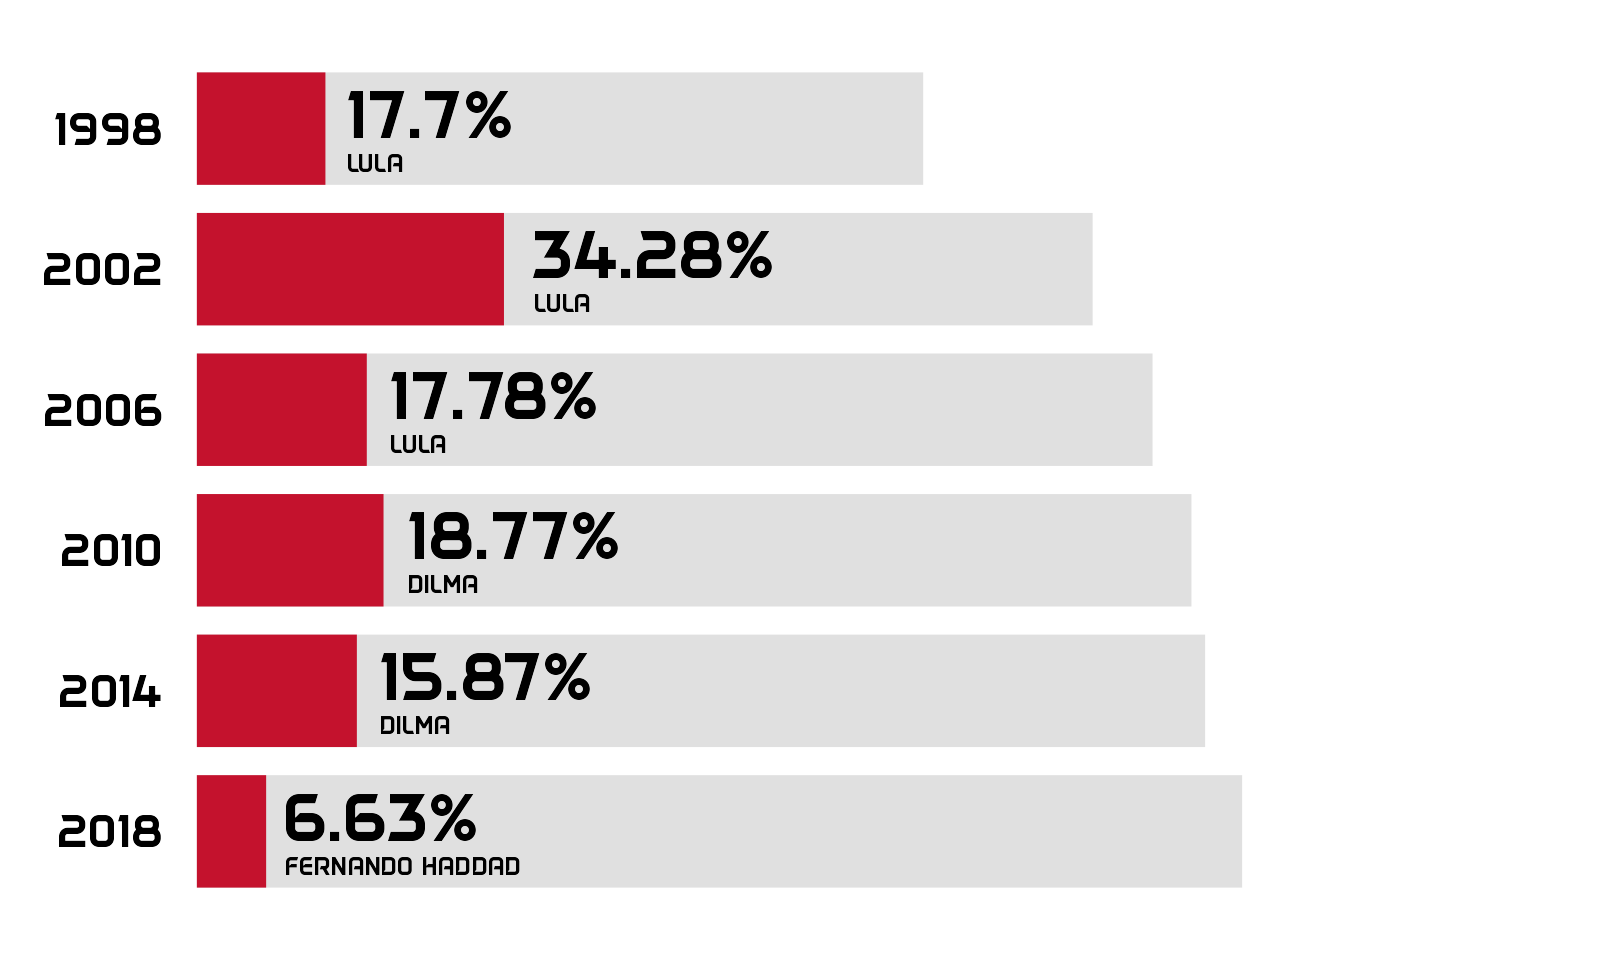 1998
17.7%
LULA
2002
34.28%
LULA
2006
17.78%
LULA
2010
18.77%
DILMA
2014
15.87%
DILMA
2018
6.63%
FERNANDO HADDAD